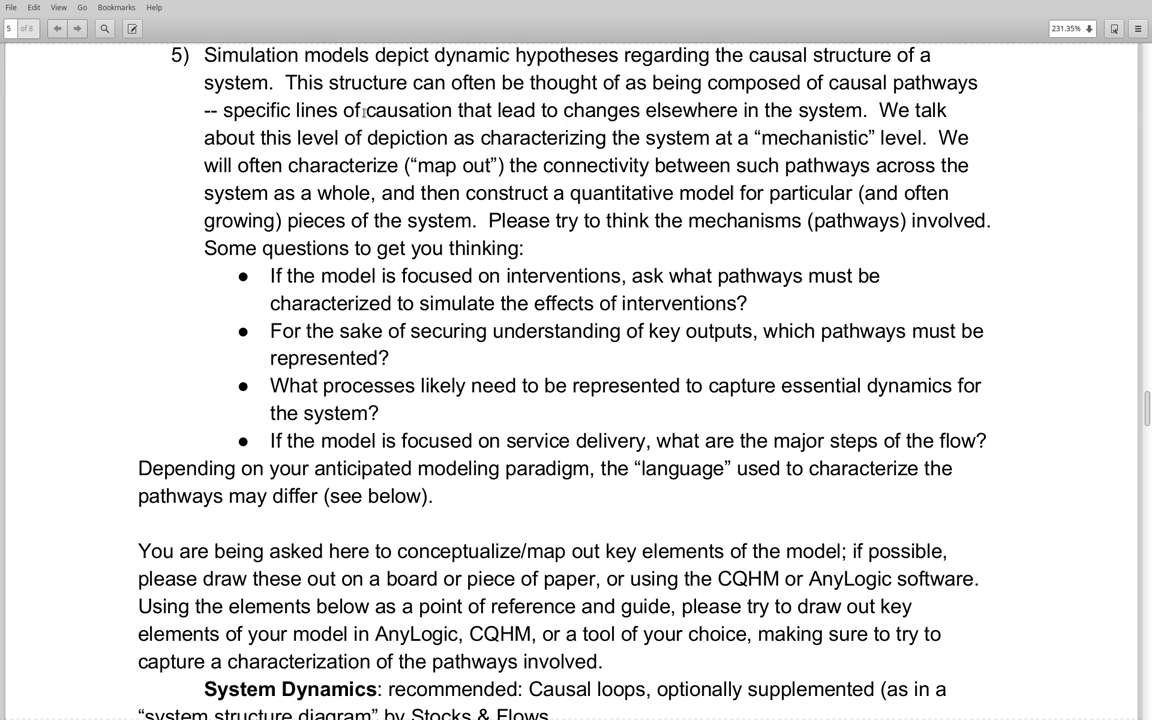 File Edit View Go Bookmarks Help
5 of 8 231.35%
5) Simulation models depict dynamic hypotheses regarding the causal structure of a
system. This structure can often be thought of as being composed of causal pathways
-- specific lines of causation that lead to changes elsewhere in the system. We talk
about this level of depiction as characterizing the system at a “mechanistic” level. We
will often characterize (“map out”) the connectivity between such pathways across the
system as a whole, and then construct a quantitative model for particular (and often
growing) pieces of the system. Please try to think the mechanisms (pathways) involved.
Some questions to get you thinking:
● If the model is focused on interventions, ask what pathways must be
characterized to simulate the effects of interventions?
● For the sake of securing understanding of key outputs, which pathways must be
represented?
● What processes likely need to be represented to capture essential dynamics for
the system?
● If the model is focused on service delivery, what are the major steps of the flow?
Depending on your anticipated modeling paradigm, the “language” used to characterize the
pathways may differ (see below).
You are being asked here to conceptualize/map out key elements of the model; if possible,
please draw these out on a board or piece of paper, or using the CQHM or AnyLogic software.
Using the elements below as a point of reference and guide, please try to draw out key
elements of your model in AnyLogic, CQHM, or a tool of your choice, making sure to try to
capture a characterization of the pathways involved.
System Dynamics: recommended: Causal loops, optionally supplemented (as in a
“system structure diagram” by Stocks & Flows